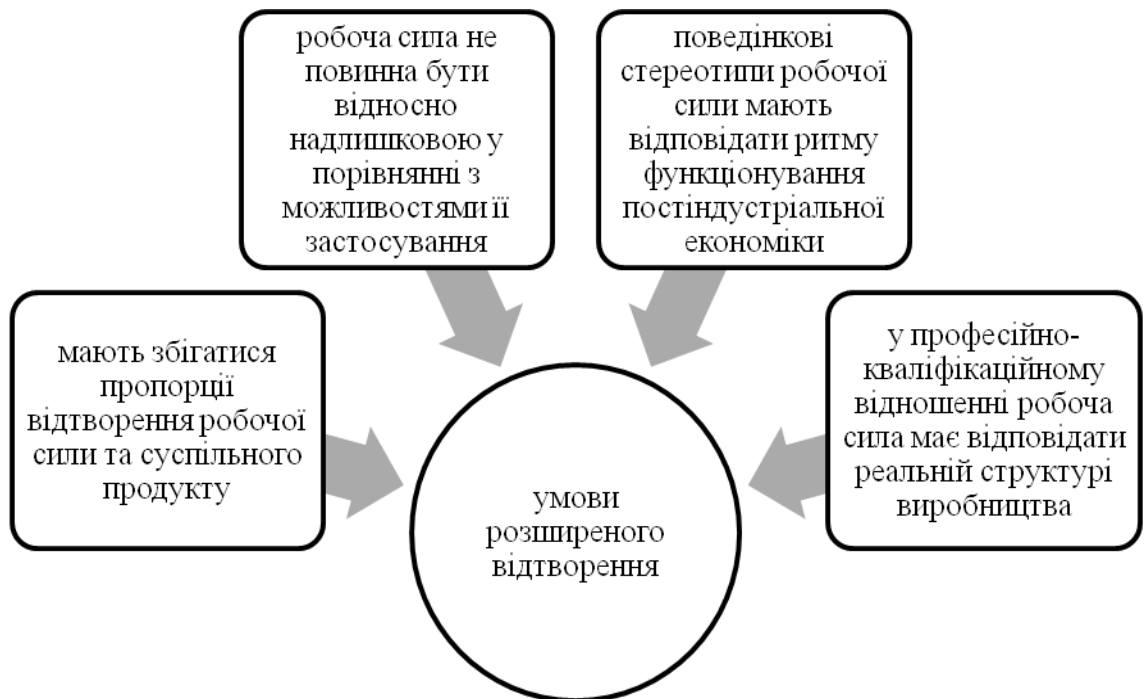 робоча сила не
повинна бути
відносно
надлишковою у
порівнянні з
можливостями її
застосування
поведінкові
стереотипи робочої
сили мають
відповідати ритму
функціонування
постіндустріальної
економіки
мають збігатися
пропорції
відтворення робочої
сили та суспільного
продукту
у професійно-
кваліфікаційному
відношенні робоча
сила має відповідати
реальній структурі
виробництва
умови
розширеного
відтворення